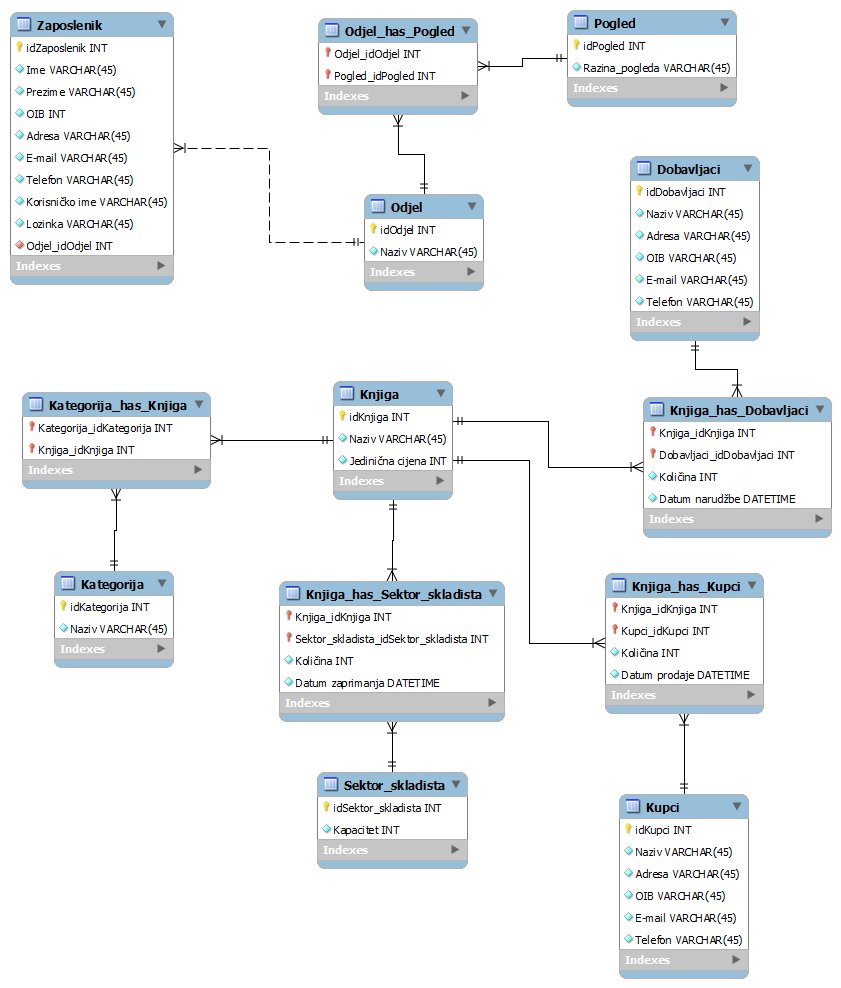 Zaposlenik
idZaposlenik INT
Ime VARCHAR(45)
Prezime VARCHAR(45)
OIB INT
Adresa VARCHAR(45)
E-mail VARCHAR(45)
Telefon VARCHAR(45)
Korisničko ime VARCHAR(45)
Lozinka VARCHAR(45)
Odjel_idOdjel INT
Indexes
Odjel_has_Pogled
Odjel_idOdjel INT
Pogled_idPogled INT
Indexes
Pogled
idPogled INT
Razina_pogleda VARCHAR(45)
Indexes
Odjel
idOdjel INT
Naziv VARCHAR(45)
Indexes
Dobavljaci
idDobavljaci INT
Naziv VARCHAR(45)
Adresa VARCHAR(45)
OIB VARCHAR(45)
E-mail VARCHAR(45)
Telefon VARCHAR(45)
Indexes
Kategorija_has_Knjiga
Kategorija_idKategorija INT
Knjiga_idKnjiga INT
Indexes
Knjiga
idKnjiga INT
Naziv VARCHAR(45)
Jedinična cijena INT
Indexes
Knjiga_has_Dobavljaci
Knjiga_idKnjiga INT
Dobavljaci_idDobavljaci INT
Količina INT
Datum narudžbe DATETIME
Indexes
Kategorija
idKategorija INT
Naziv VARCHAR(45)
Indexes
Knjiga_has_Sektor_skladista
Knjiga_idKnjiga INT
Sektor_skladista_idSektor_skladista INT
Količina INT
Datum zaprimanja DATETIME
Indexes
Knjiga_has_Kupci
Knjiga_idKnjiga INT
Kupci_idKupci INT
Količina INT
Datum prodaje DATETIME
Indexes
Sektor_skladista
idSektor_skladista INT
Kapacitet INT
Indexes
Kupci
idKupci INT
Naziv VARCHAR(45)
Adresa VARCHAR(45)
OIB VARCHAR(45)
E-mail VARCHAR(45)
Telefon VARCHAR(45)
Indexes